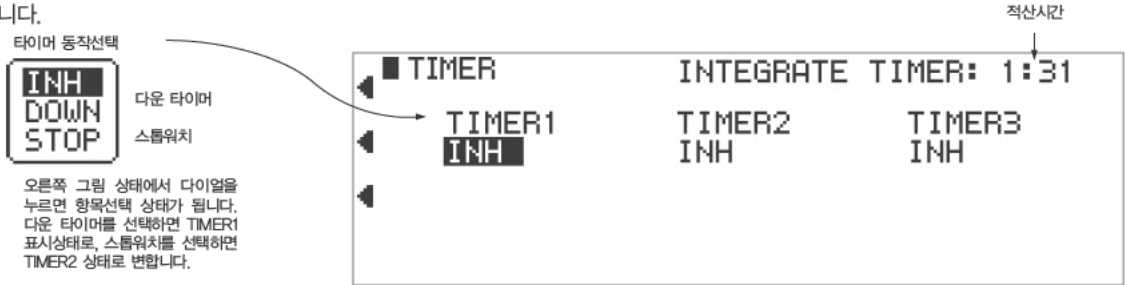 니다.
적산시간
타이머 동작선택
INH
DOWN 다운 타이머
STOP 스톱워치
오른쪽 그림 상태에서 다이얼을
누르면 항목선택 상태가 됩니다.
다운 타이머를 선택하면 TIMER1
표시상태로, 스톱워치를 선택하면
TIMER2 상태로 변합니다.
TIMER INTEGRATE TIMER: 1:31
TIMER1 TIMER2 TIMER3
INH INH INH